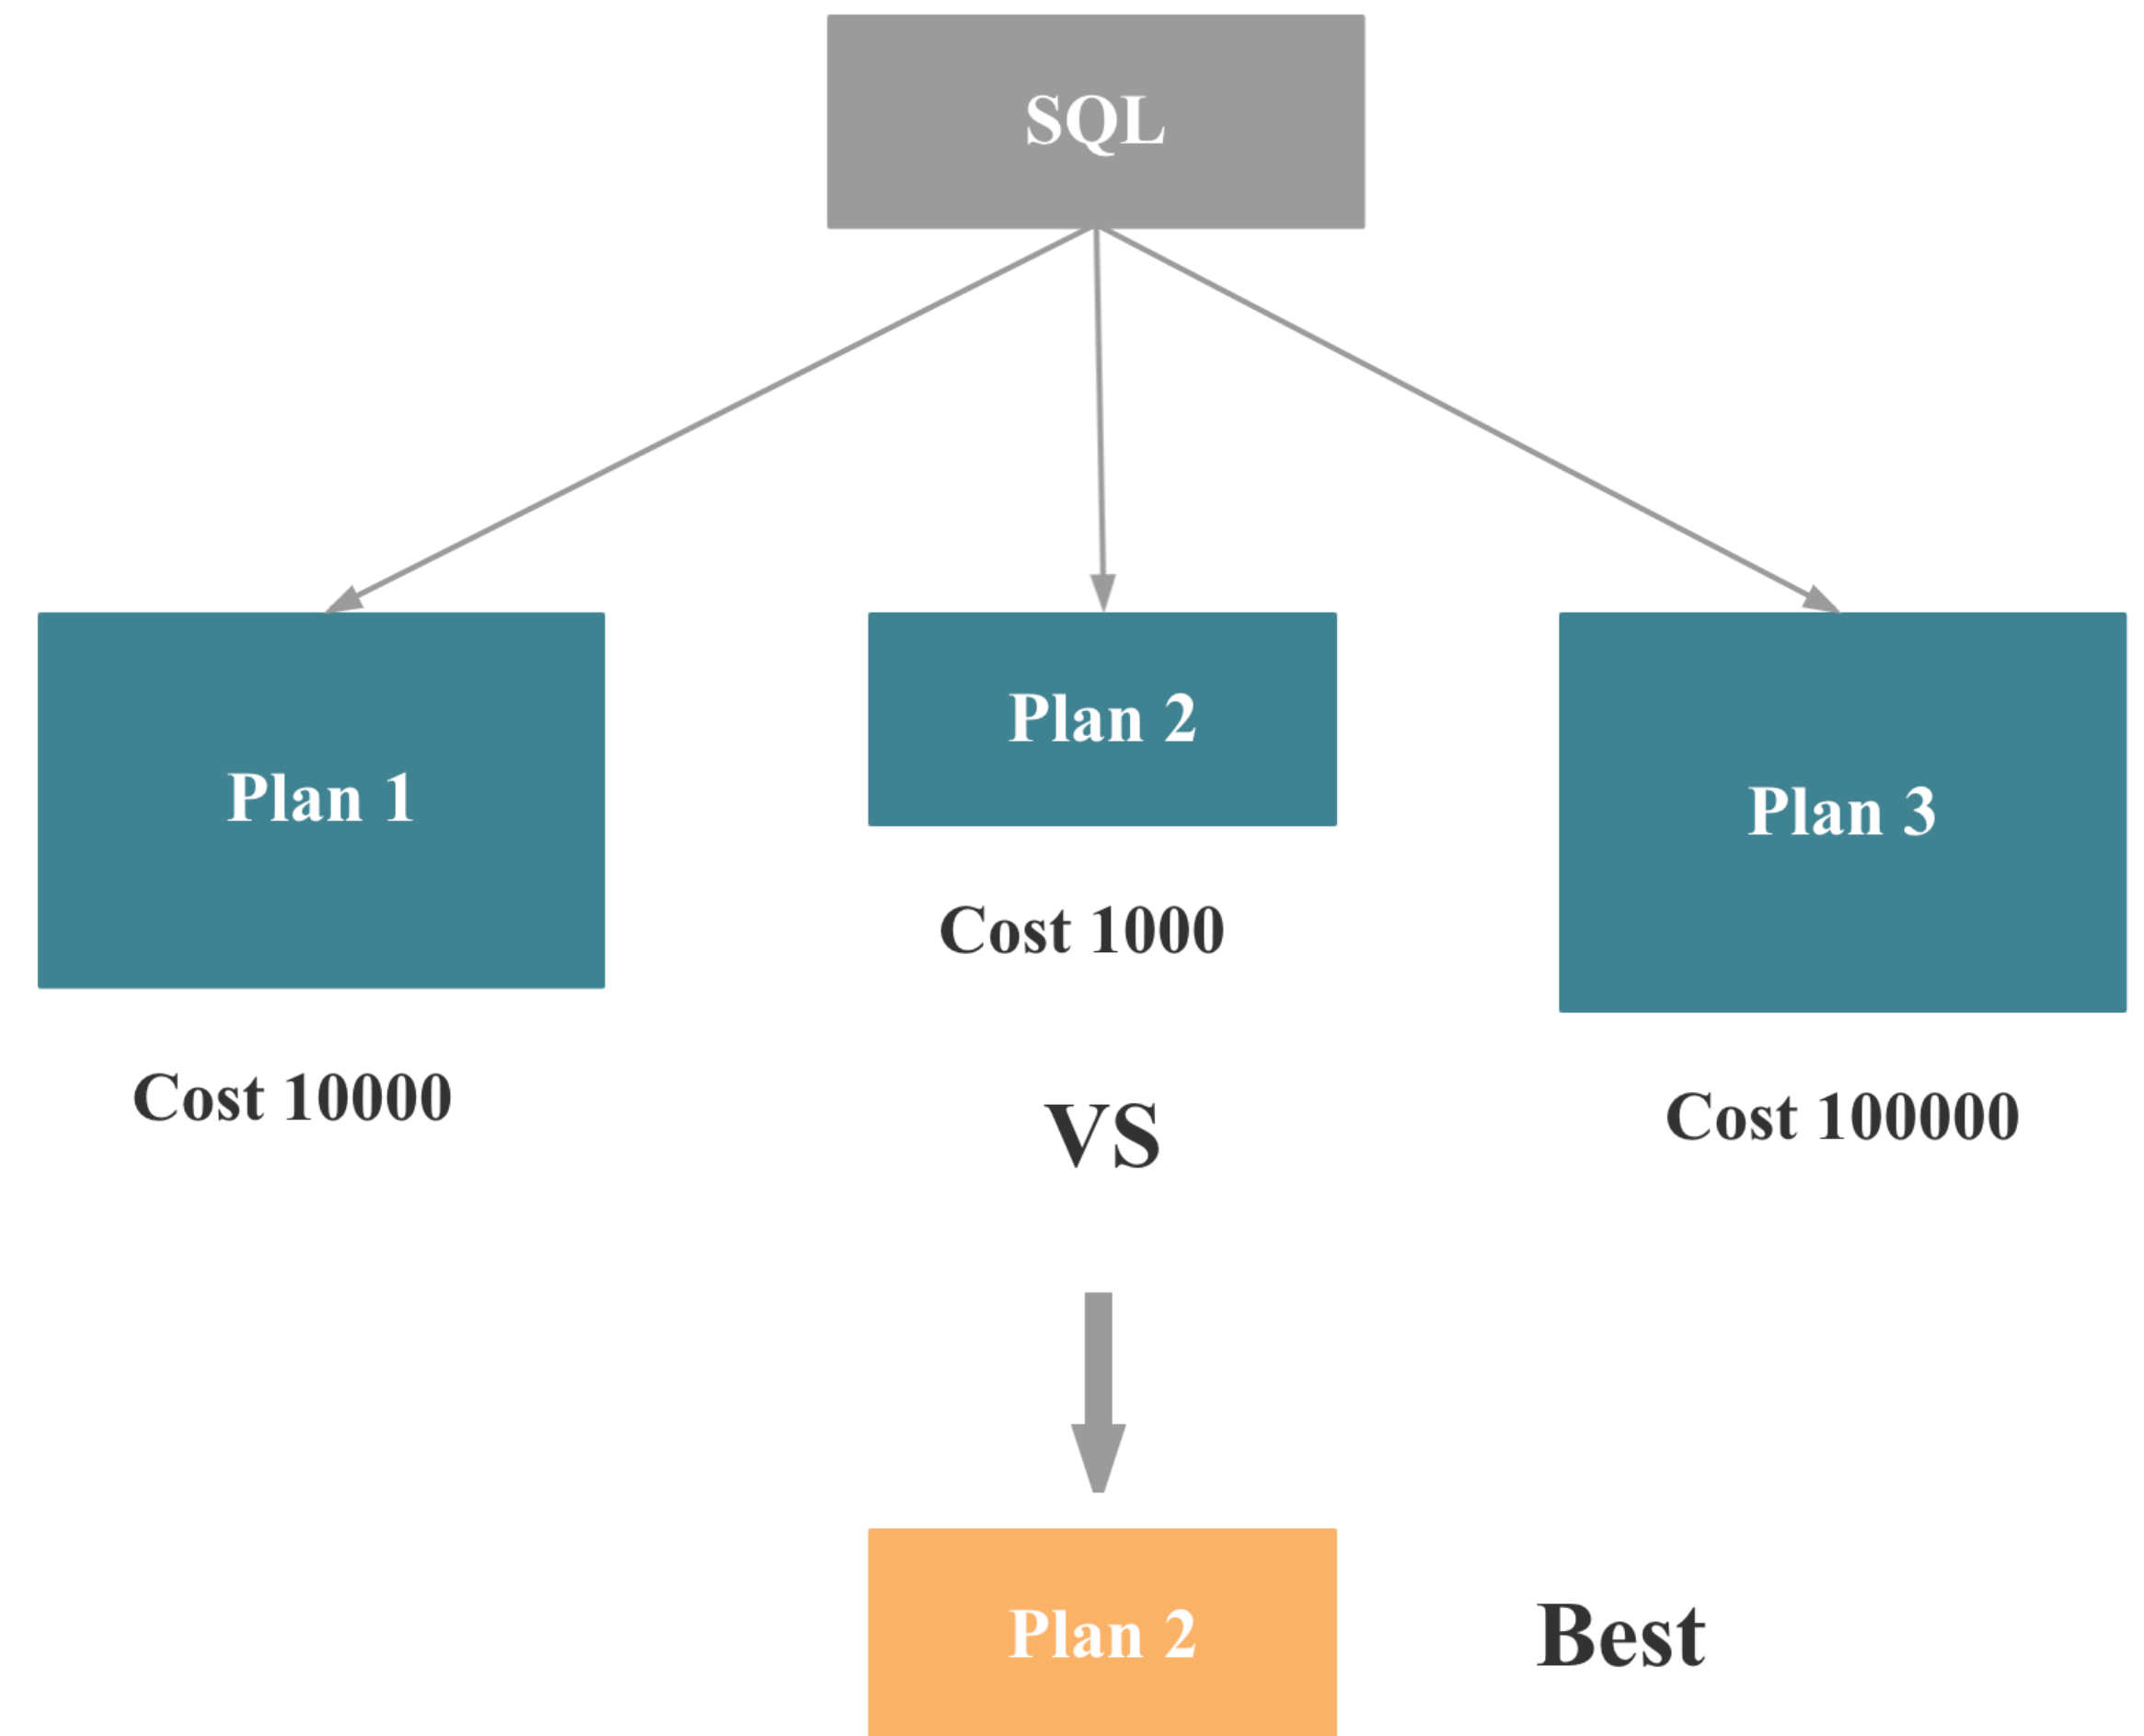 SQL
Plan 1
Plan 2
Plan 3
Cost 10000
Cost 1000
Cost 100000
VS
Plan 2
Best